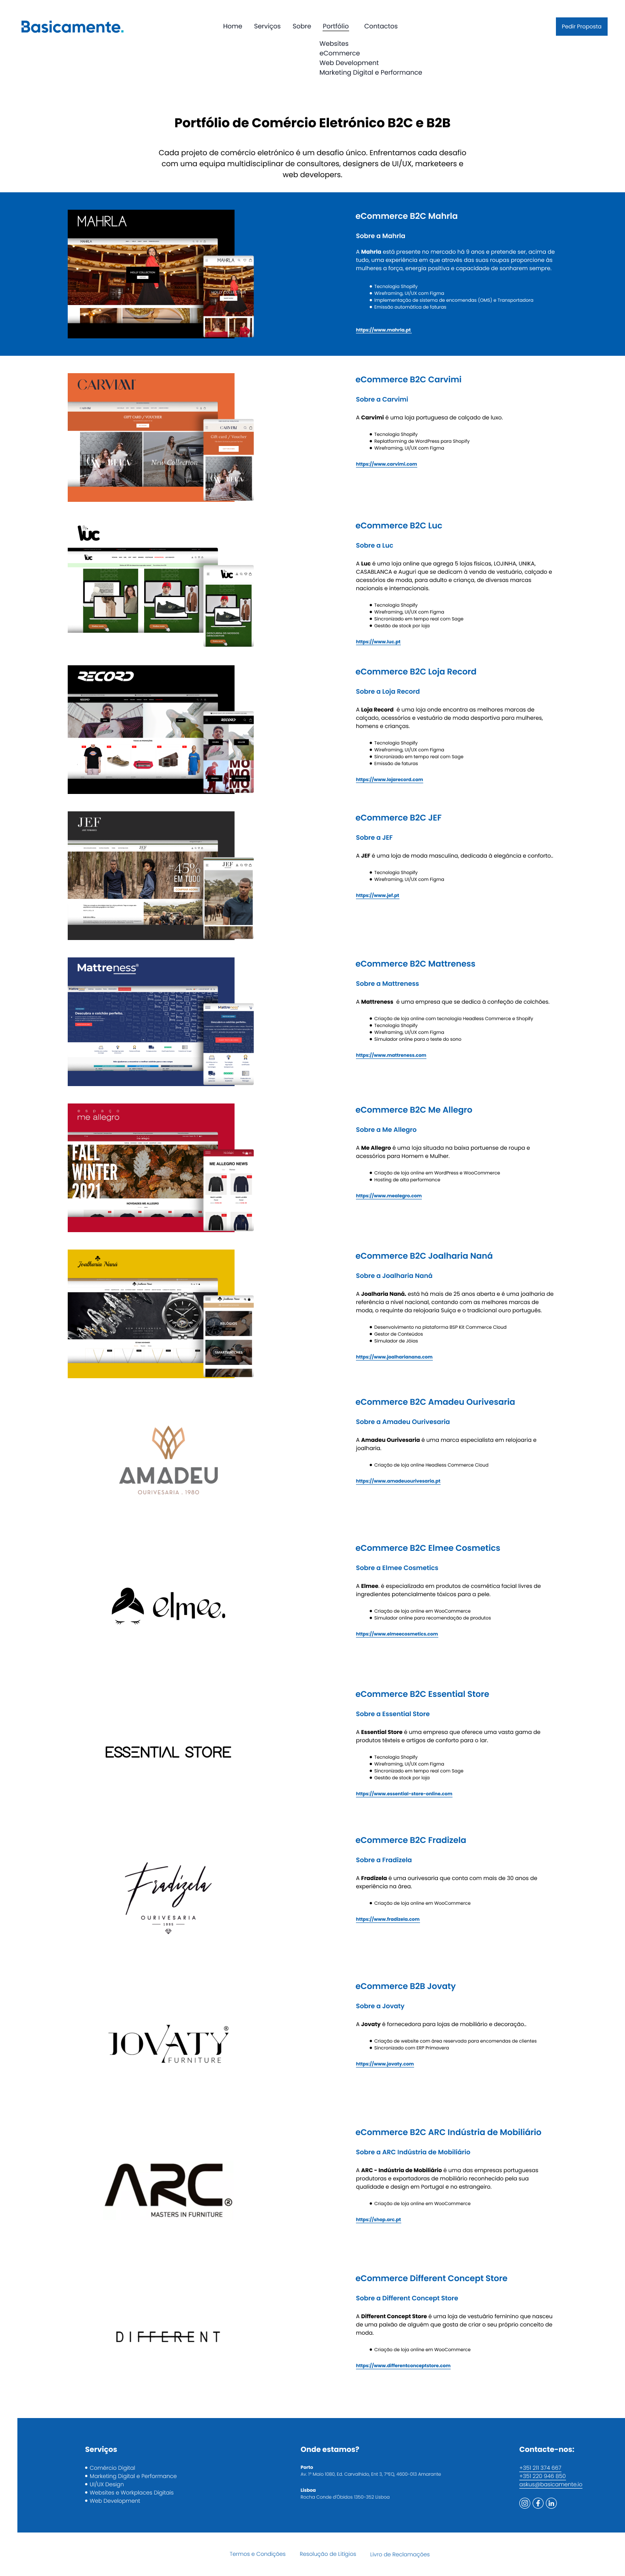 Basicamente.
Home Serviços Sobre Portfólio Contactos Pedir Proposta
Websites
eCommerce
Web Development
Marketing Digital e Performance
Portfólio de Comércio Eletrónico B2C e B2B
Cada projeto de comércio eletrónico é um desafio único. Enfrentamos cada desafio
com uma equipa multidisciplinar de consultores, designers de UI/UX, marketeers e
web developers.
MAHRLA
eCommerce B2C Mahrla
Sobre a Mahrla
A Mahrla está presente no mercado há 9 anos e pretende ser, acima de
tudo, uma experiência em que através das suas roupas proporcione às
mulheres a força, energia positiva e capacidade de sonharem sempre.
Tecnologia Shopify
Wireframing, UI/UX com Figma
Implementação de sistema de encomendas (OMS) e Transportadora
Emissão automática de faturas
https://www.mahrla.pt
CARVIMI
GIFT CARD / VOUCHER
New Collection
eCommerce B2C Carvimi
Sobre a Carvimi
A Carvimi é uma loja portuguesa de calçado de luxo.
Tecnologia Shopify
Replatforming de WordPress para Shopify
Wireframing, UI/UX com Figma
https://www.carvimi.com
Luc
eCommerce B2C Luc
Sobre a Luc
A Luc é uma loja online que agrega 5 lojas físicas, LOJINHA, UNIKA,
CASABLANCA e Auguri que se dedicam à venda de vestuário, calçado e
acessórios de moda, para adulto e criança, de diversas marcas
nacionais e internacionais.
Tecnologia Shopify
Wireframing, UI/UX com Figma
Sincronizado em tempo real com Sage
Gestão de stock por loja
https://www.luc.pt
RECORD
eCommerce B2C Loja Record
Sobre a Loja Record
A Loja Record é uma loja onde encontra as melhores marcas de
calçado, acessórios e vestuário de moda desportiva para mulheres,
homens e crianças.
Tecnologia Shopify
Wireframing, UI/UX com Figma
Sincronizado em tempo real com Sage
Emissão de faturas
https://www.lojarecord.com
JEF
-45%
EM TUDO
eCommerce B2C JEF
Sobre a JEF
A JEF é uma loja de moda masculina, dedicada à elegância e conforto..
Tecnologia Shopify
Wireframing, UI/UX com Figma
https://www.jef.pt
Mattreness®
Descubra o colchão perfeito
eCommerce B2C Mattreness
Sobre a Mattreness
A Mattreness é uma empresa que se dedica à confeção de colchões.
Criação de loja online com tecnologia Headless Commerce e Shopify
Tecnologia Shopify
Wireframing, UI/UX com Figma
Simulador online para o teste do sono
https://www.mattreness.com
espaço
me allegro
FALL
WINTER
2021
ME ALLEGRO NEWS
eCommerce B2C Me Allegro
Sobre a Me Allegro
A Me Allegro é uma loja situada na baixa portuense de roupa e
acessórios para Homem e Mulher.
Criação de loja online em WordPress e WooCommerce
Hosting de alta performance
https://www.meallegro.com
Joalharia Naná
RELÓGIOS
SMARTWATCHES
eCommerce B2C Joalharia Naná
Sobre a Joalharia Naná
A Joalharia Naná. está há mais de 25 anos aberta e é uma joalharia de
referência a nível nacional, contando com as melhores marcas de
moda, o requinte da relojoaria Suíça e o tradicional ouro português.
Desenvolvimento na plataforma BSP Kit Commerce Cloud
Gestor de Conteúdos
Simulador de Jóias
https://www.joalharianana.com
AMADEU
OURIVESARIA . 1980
eCommerce B2C Amadeu Ourivesaria
Sobre a Amadeu Ourivesaria
A Amadeu Ourivesaria é uma marca especialista em relojoaria e
joalharia.
Criação de loja online Headless Commerce Cloud
https://www.amadeuourivesaria.pt
elmee.
eCommerce B2C Elmee Cosmetics
Sobre a Elmee Cosmetics
A Elmee. é especializada em produtos de cosmética facial livres de
ingredientes potencialmente tóxicos para a pele.
Criação de loja online em WooCommerce
Simulador online para recomendação de produtos
https://www.elmeecosmetics.com
ESSENTIAL STORE
eCommerce B2C Essential Store
Sobre a Essential Store
A Essential Store é uma empresa que oferece uma vasta gama de
produtos têxteis e artigos de conforto para o lar.
Tecnologia Shopify
Wireframing, UI/UX com Figma
Sincronizado em tempo real com Sage
Gestão de stock por loja
https://www.essential-store-online.com
Fradizela
OURIVESARIA
1988
eCommerce B2C Fradizela
Sobre a Fradizela
A Fradizela é uma ourivesaria que conta com mais de 30 anos de
experiência na área.
Criação de loja online em WooCommerce
https://www.fradizela.com
JOVATY®
FURNITURE
eCommerce B2B Jovaty
Sobre a Jovaty
A Jovaty é fornecedora para lojas de mobiliário e decoração..
Criação de website com área reservada para encomendas de clientes
Sincronizado com ERP Primavera
https://www.jovaty.com
ARC®
MASTERS IN FURNITURE
eCommerce B2C ARC Indústria de Mobiliário
Sobre a ARC Indústria de Mobiliário
A ARC - Indústria de Mobiliário é uma das empresas portuguesas
produtoras e exportadoras de mobiliário reconhecido pela sua
qualidade e design em Portugal e no estrangeiro.
Criação de loja online em WooCommerce
https://shop.arc.pt
DIFFERENT
eCommerce Different Concept Store
Sobre a Different Concept Store
A Different Concept Store é uma loja de vestuário feminino que nasceu
de uma paixão de alguém que gosta de criar o seu próprio conceito de
moda.
Criação de loja online em WooCommerce
https://www.differentconceptstore.com
Serviços
Comércio Digital
Marketing Digital e Performance
UI/UX Design
Websites e Workplaces Digitais
Web Development
Onde estamos?
Porto
Av. 1º Maio 1080, Ed. Carvalhido, Ent 3, 7ºEQ, 4600-013 Amarante
Lisboa
Rocha Conde d'Óbidos 1350-352 Lisboa
Contacte-nos:
+351 211 374 667
+351 220 946 850
askus@basicamente.io
Termos e Condições Resolução de Litígios Livro de Reclamações